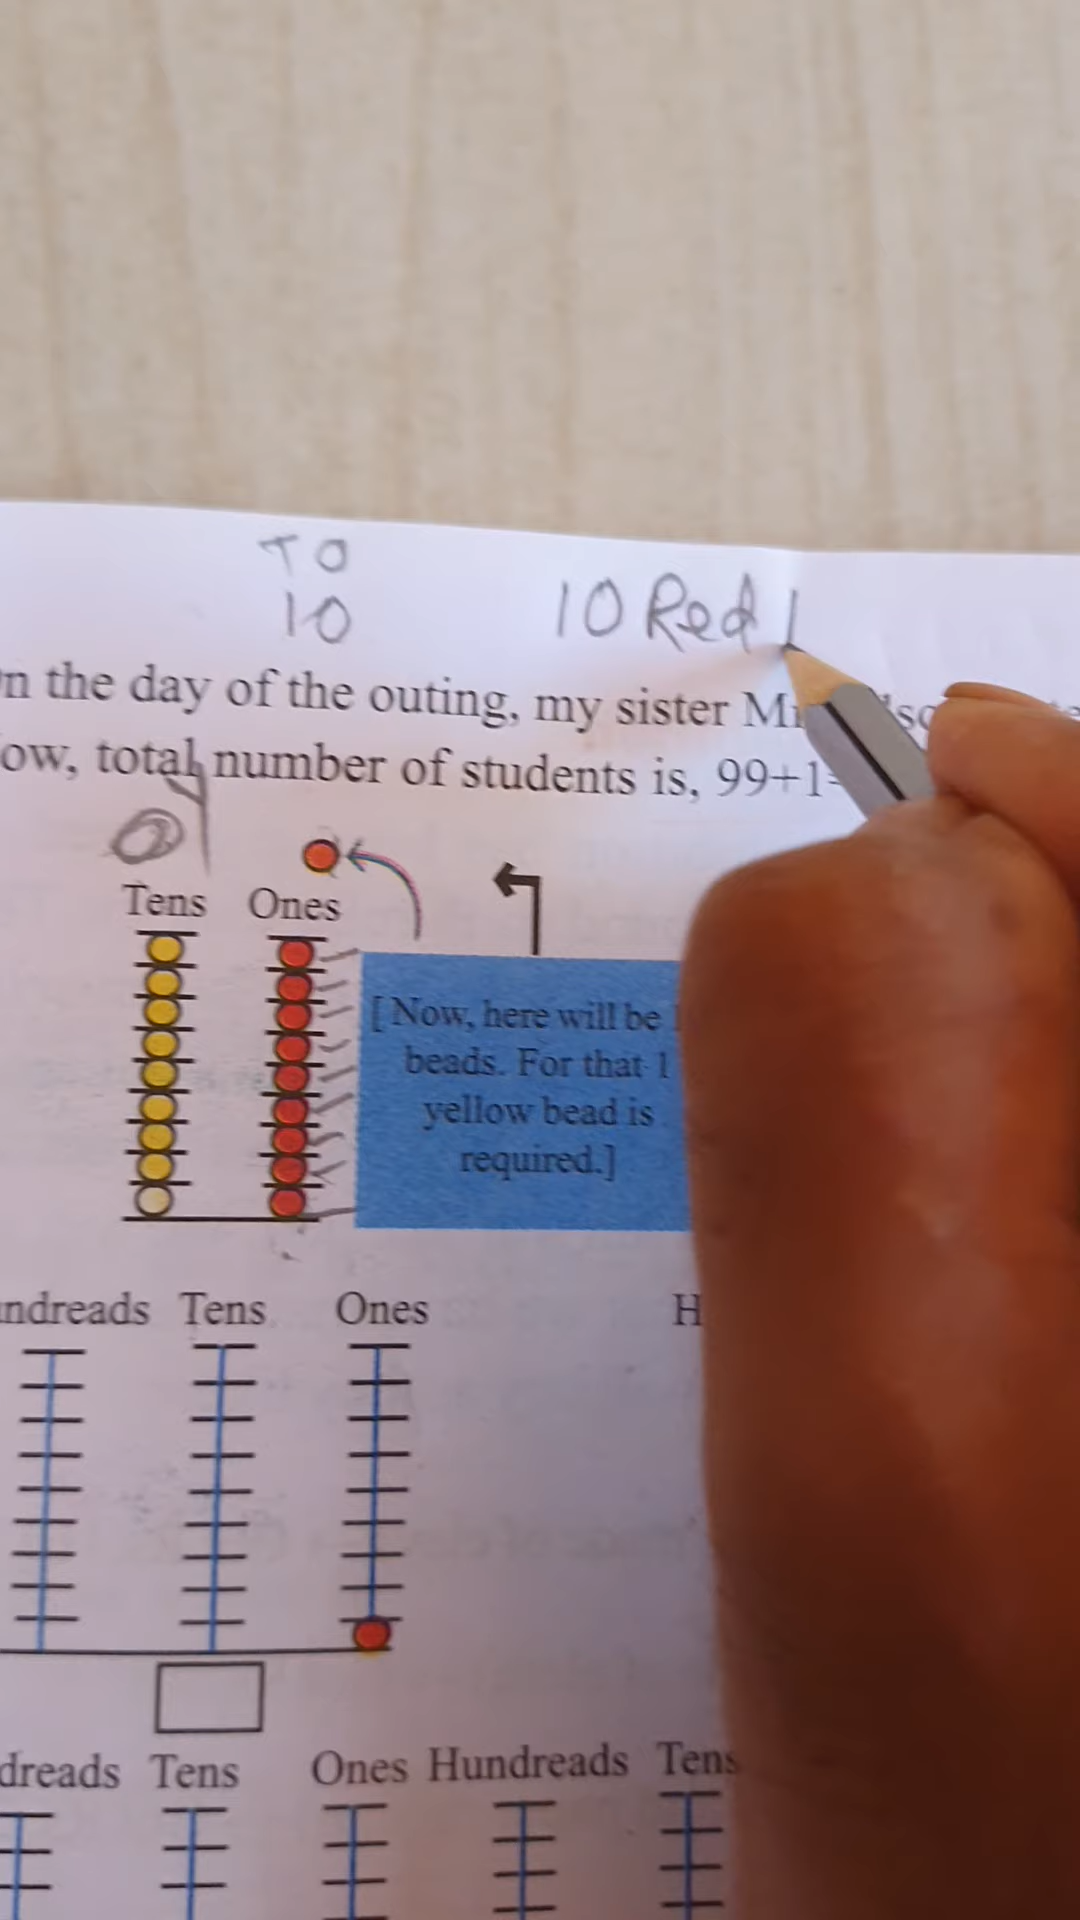 TO
10
10 Red 1
n the day of the outing, my sister
ow, total number of students is, 99+1=
Tens Ones
[ Now, here will be
beads. For that 1
yellow bead is
required.]
ndreads Tens Ones H
dreads Tens Ones Hundreads Tens